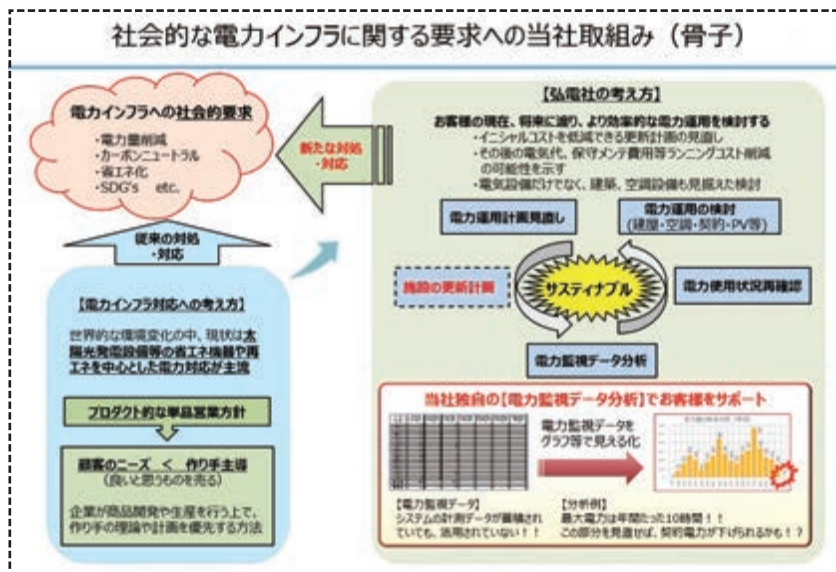 社会的な電力インフラに関する要求への当社取組み（骨子）
電力インフラへの社会的要求
・電力量削減
・カーボンニュートラル
・省エネ化
・SDG's　etc.
新たな対処
・対応
従来の対処
・対応
【電力インフラ対応への考え方】
世界的な環境変化の中、現状は太
陽光発電設備等の省エネ機器や再
エネを中心とした電力対応が主流
プロダクト的な単品営業方針
顧客のニーズ ＜ 作り手主導
（良いと思うものを売る）
企業が商品開発や生産を行う上で、
作り手の理論や計画を優先する方法
【弘電社の考え方】
お客様の現在、将来に渡り、より効率的な電力運用を検討する
・イニシャルコストを低減できる更新計画の見直し
・その後の電気代、保守メンテ費用等ランニングコスト削減
の可能性を示す
・電気設備だけでなく、建築、空調設備も見据えた検討
電力運用計画見直し
電力運用の検討
（建屋・空調・契約・PV等）
施設の更新計画
サスティナブル
電力使用状況再確認
電力監視データ分析
当社独自の【電力監視データ分析】でお客様をサポート
電力監視データを
グラフ等で見える化
【電力監視データ】
システムの計測データが蓄積され
ていても、活用されていない！！
【分析例】
最大電力は年間たった10時間！！
この部分を見直せば、契約電力が下げられるかも！？